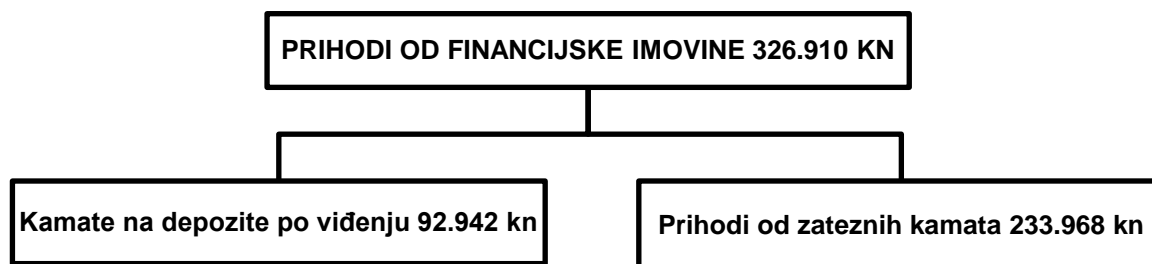 PRIHODI OD FINANCIJSKE IMOVINE 326.910 KN
Kamate na depozite po viđenju 92.942 kn
Prihodi od zateznih kamata 233.968 kn